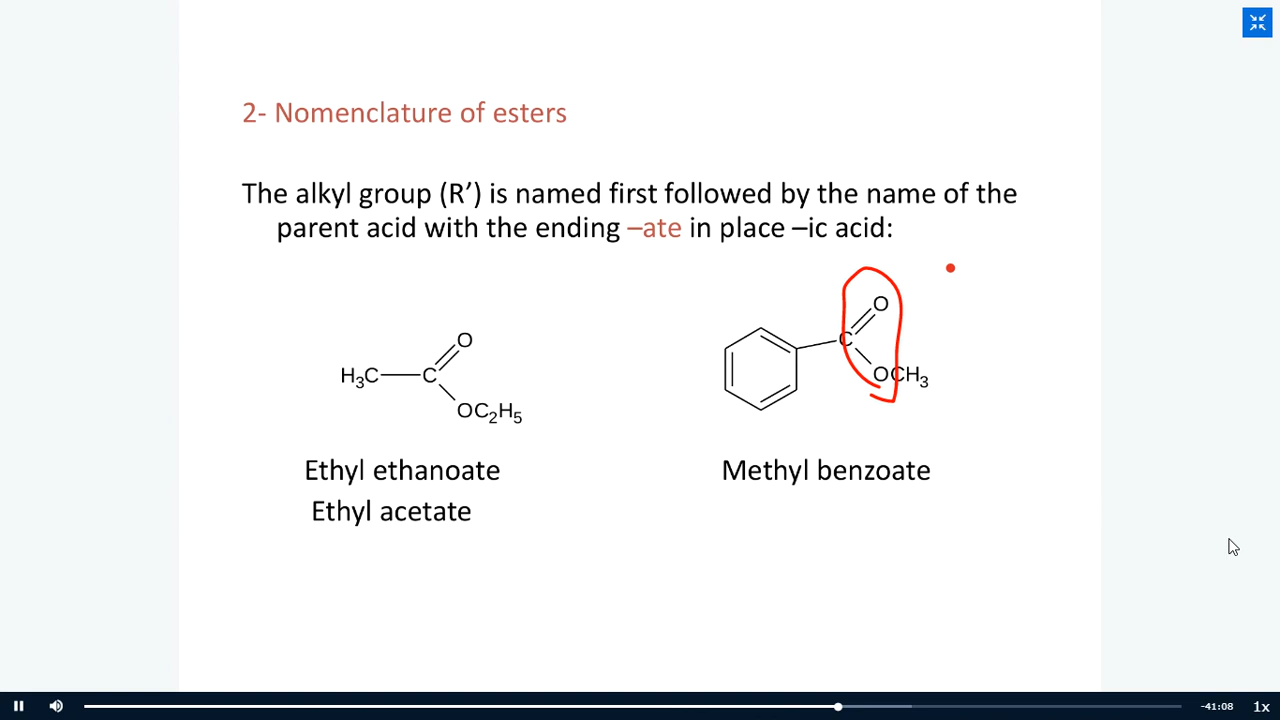 2- Nomenclature of esters
The alkyl group (R’) is named first followed by the name of the
parent acid with the ending –ate in place –ic acid:
O
H₃C
C
OC₂H₅
O
C
OCH₃
Ethyl ethanoate
Methyl benzoate
Ethyl acetate
-41:08
1x